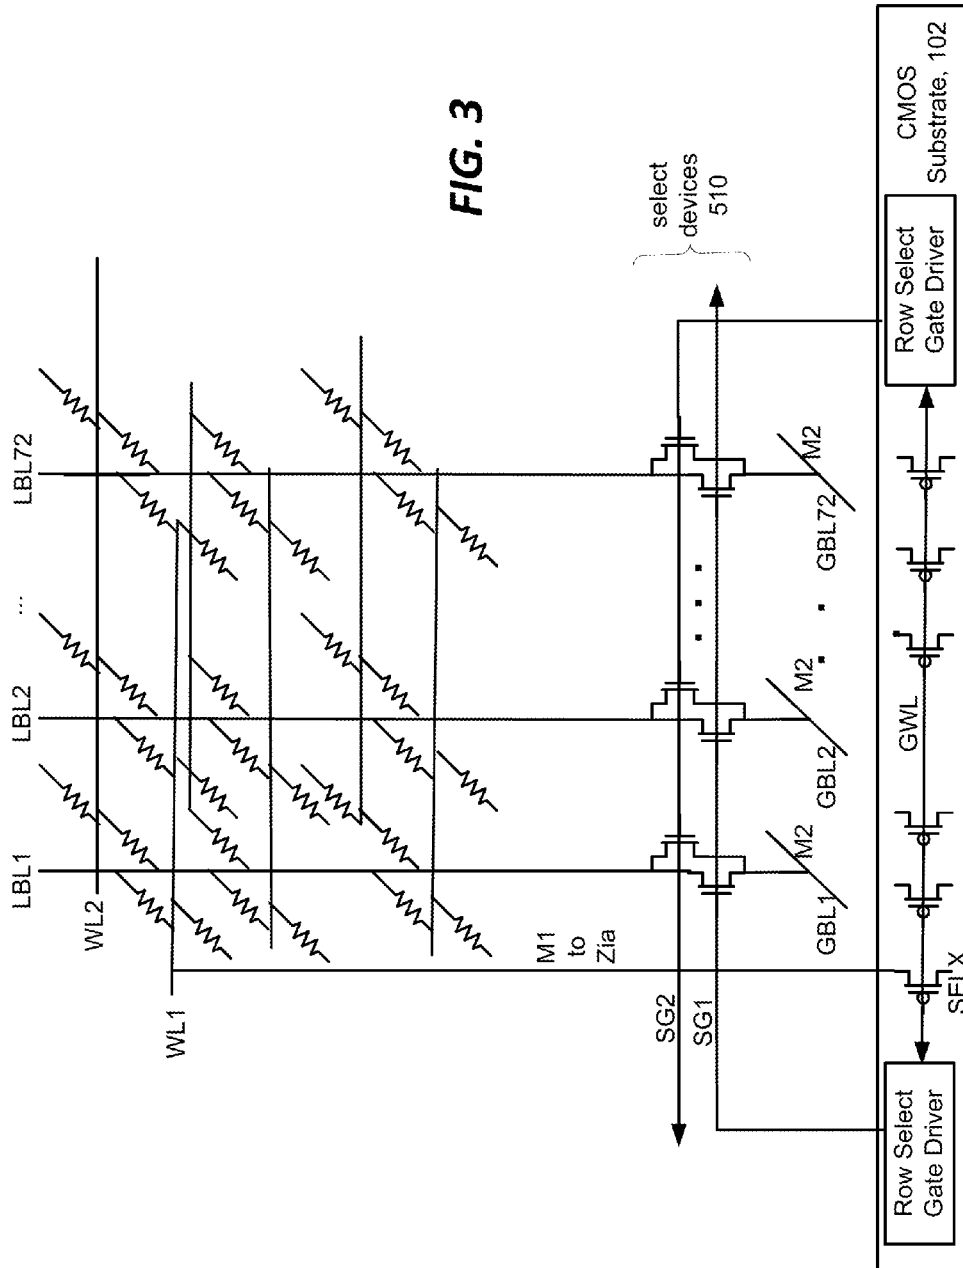 LBL1
LBL2
...
LBL72
WL2
WL1
FIG. 3
M1
to
Zia
SG2
SG1
select
devices
510
M2
M2
M2
GBL1
GBL2
GBL72
GWL
SELX
Row Select
Gate Driver
Row Select
Gate Driver
CMOS
Substrate, 102